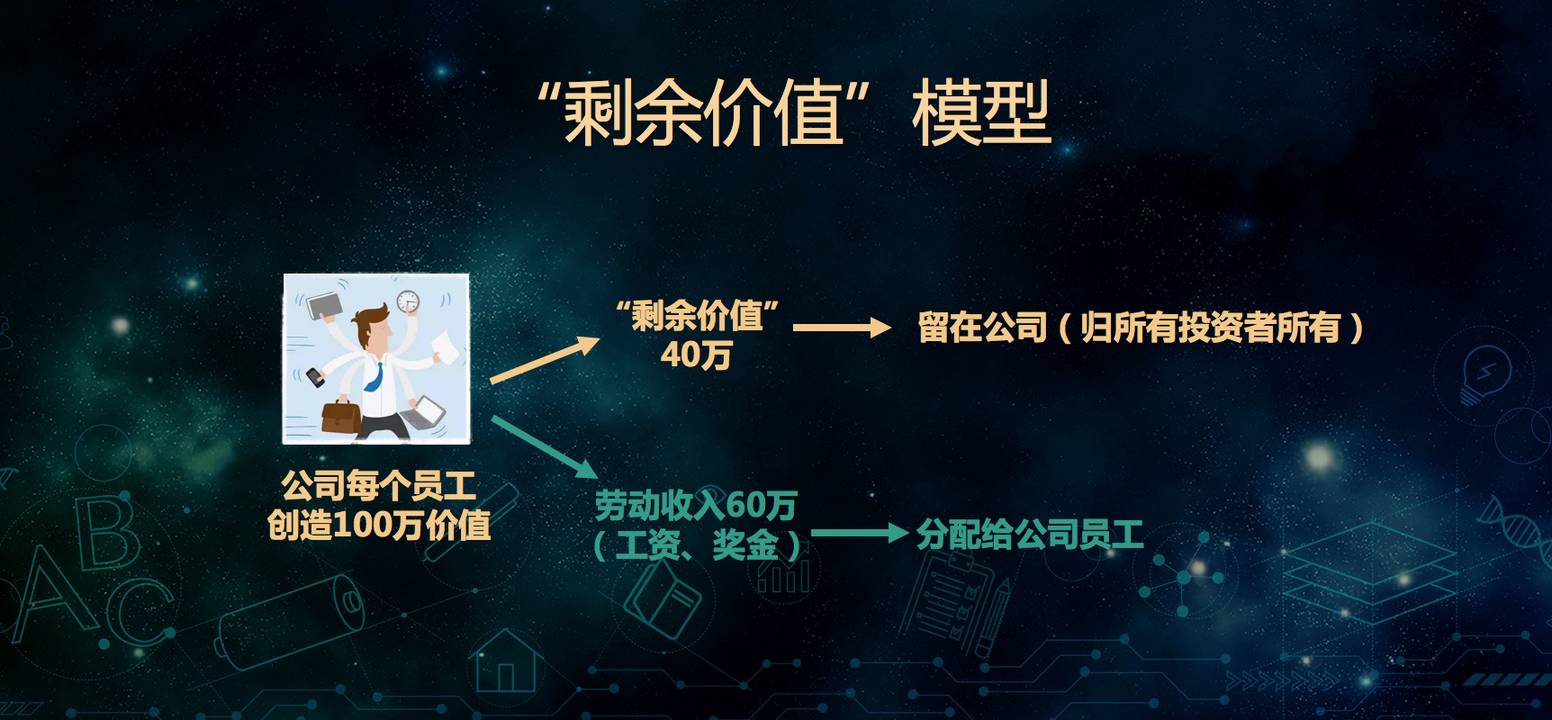 “剩余价值”模型
“剩余价值”
40万
留在公司（归所有投资者所有）
公司每个员工
创造100万价值
劳动收入60万
（工资、奖金）
分配给公司员工
B
A
C